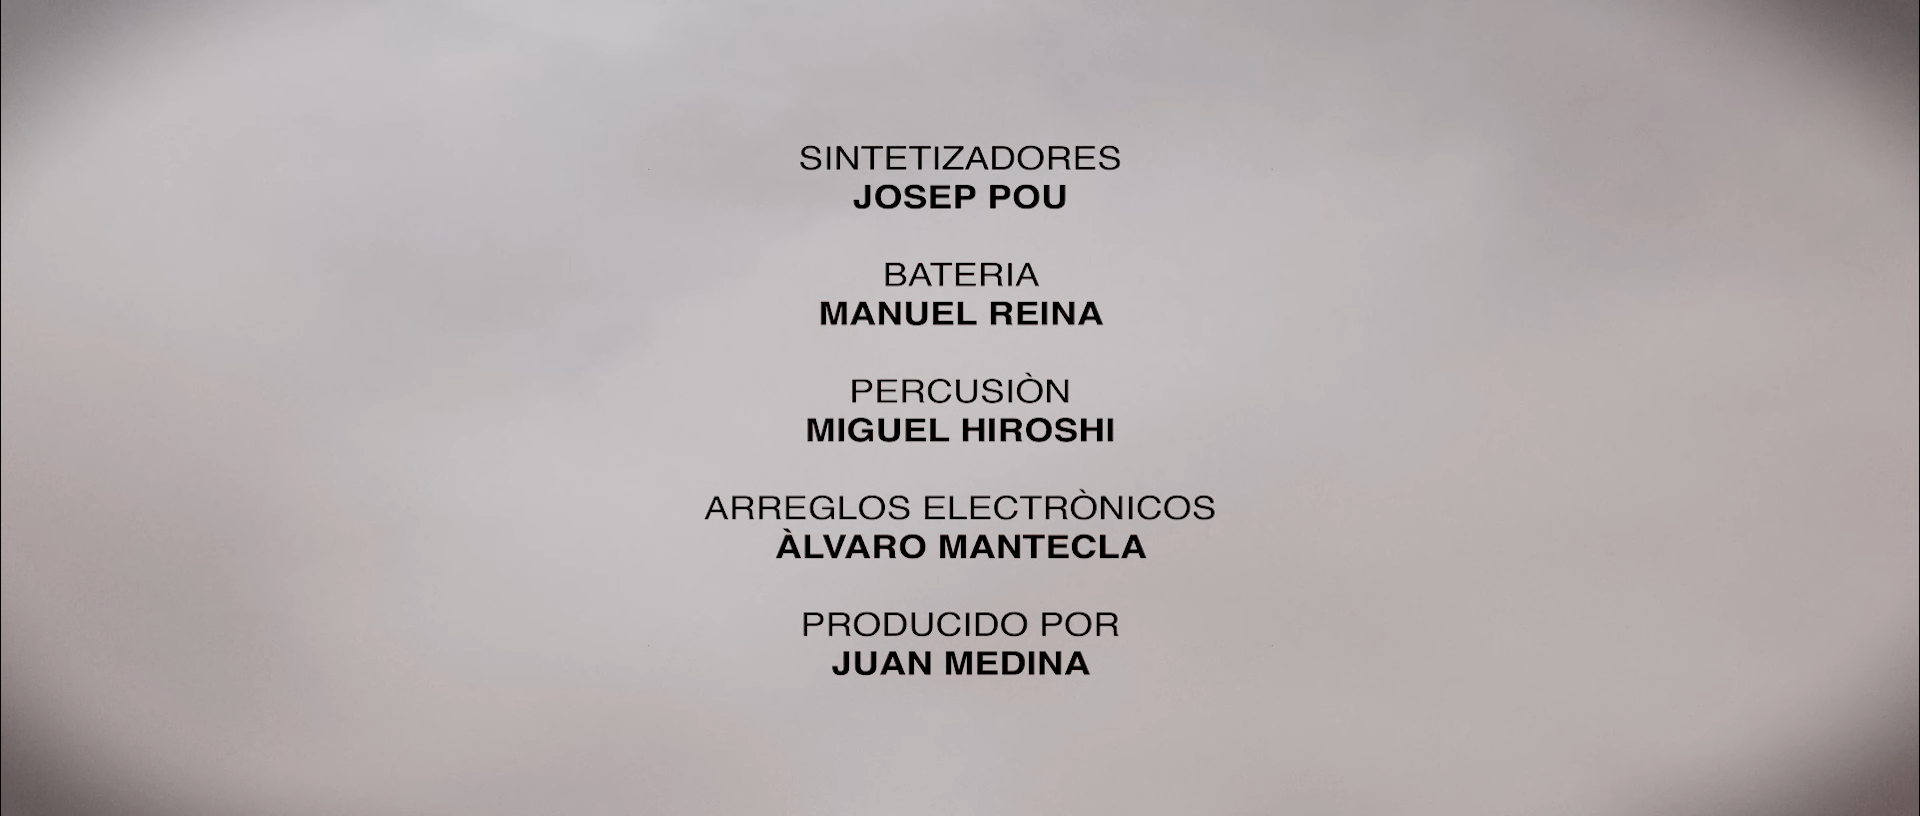 SINTETIZADORES
JOSEP POU
BATERIA
MANUEL REINA
PERCUSIÒN
MIGUEL HIROSHI
ARREGLOS ELECTRÒNICOS
ÀLVARO MANTECLA
PRODUCIDO POR
JUAN MEDINA